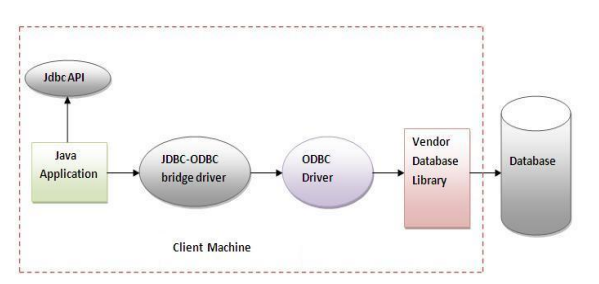 Jdbc API
Java
Application
JDBC-ODBC
bridge driver
ODBC
Driver
Vendor
Database
Library
Database
Client Machine